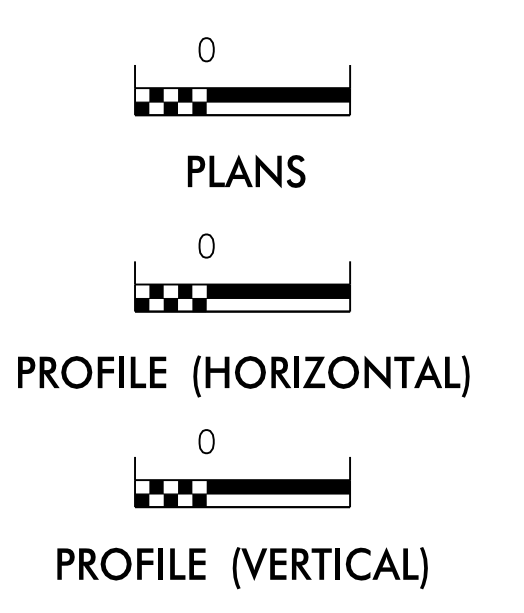 0
PLANS
0
PROFILE (HORIZONTAL)
0
PROFILE (VERTICAL)